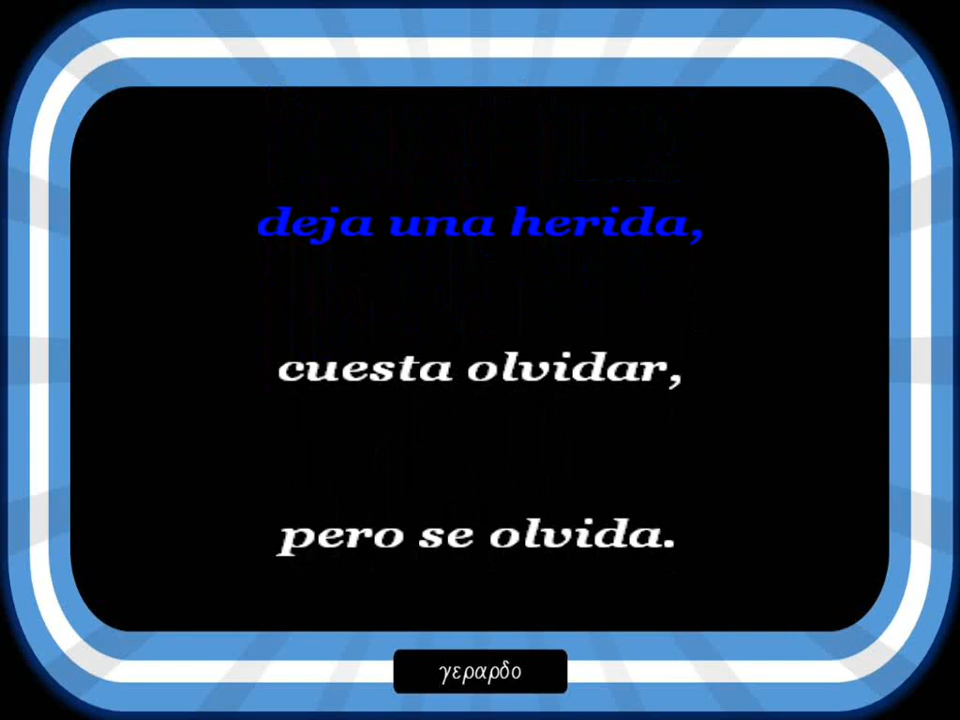 deja una herida,
cuesta olvidar,
pero se olvida.
γεραρδο